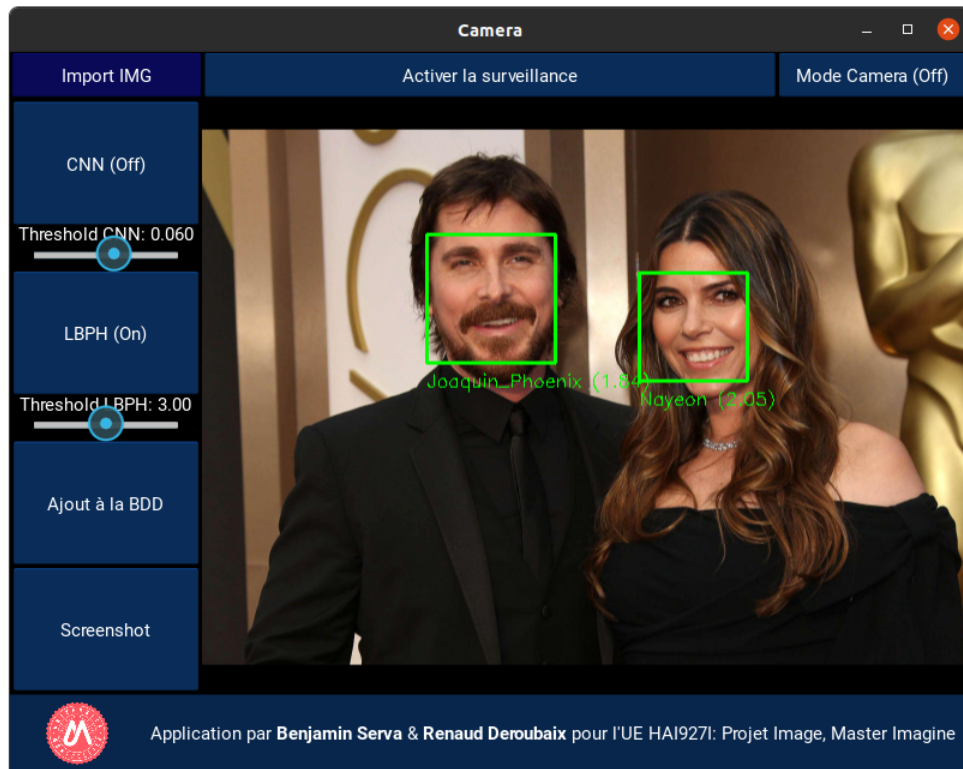 Camera
Import IMG
Activer la surveillance
Mode Camera (Off)
CNN (Off)
Threshold CNN: 0.060
LBPH (On)
Threshold LBPH: 3.00
Ajout à la BDD
Screenshot
Joaquin_Phoenix (1.84)
Nayeon (2.05)
Application par Benjamin Serva & Renaud Deroubaix pour l'UE HAI927I: Projet Image, Master Imagine